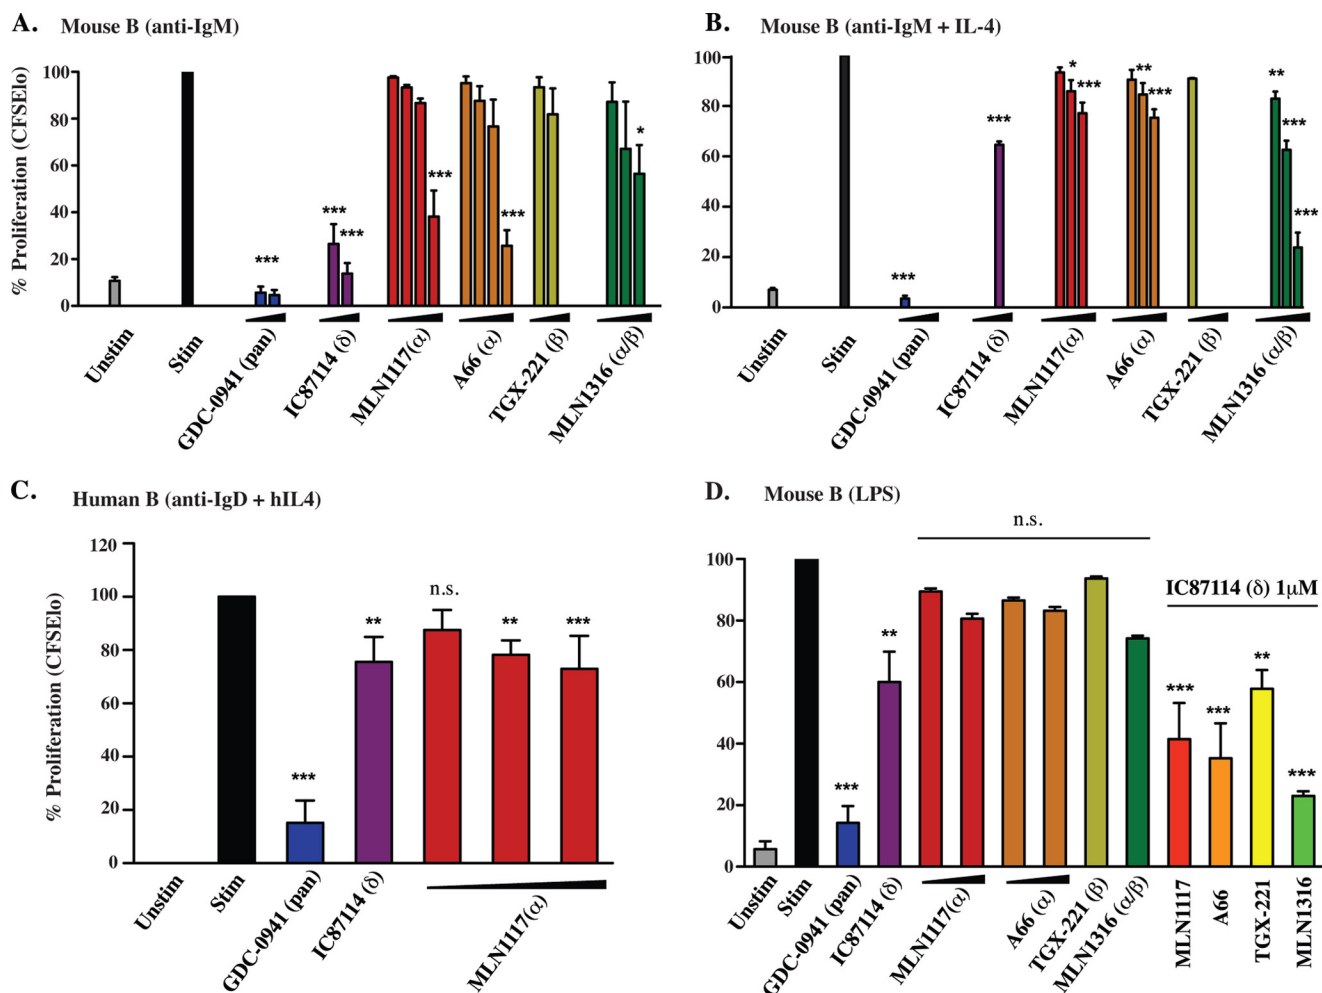 A. Mouse B (anti-IgM)
% Proliferation (CFSElo)
100
80
60
40
20
0
***
***
***
***
***
*
Unstim
Stim
GDC-0941 (pan)
IC87114 (δ)
MLN1117(α)
A66 (α)
TGX-221 (β)
MLN1316 (α/β)
B. Mouse B (anti-IgM + IL-4)
100
80
60
40
20
0
***
***
*
***
**
***
**
***
***
Unstim
Stim
GDC-0941 (pan)
IC87114 (δ)
MLN1117(α)
A66 (α)
TGX-221 (β)
MLN1316 (α/β)
C. Human B (anti-IgD + hIL4)
% Proliferation (CFSElo)
120
100
80
60
40
20
0
***
**
n.s.
**
***
Unstim
Stim
GDC-0941 (pan)
IC87114 (δ)
MLN1117(α)
D. Mouse B (LPS)
n.s.
IC87114 (δ) 1μM
100
80
60
40
20
0
***
**
***
***
**
***
Unstim
Stim
GDC-0941 (pan)
IC87114 (δ)
MLN1117(α)
A66 (α)
TGX-221 (β)
MLN1316 (α/β)
MLN1117
A66
TGX-221
MLN1316